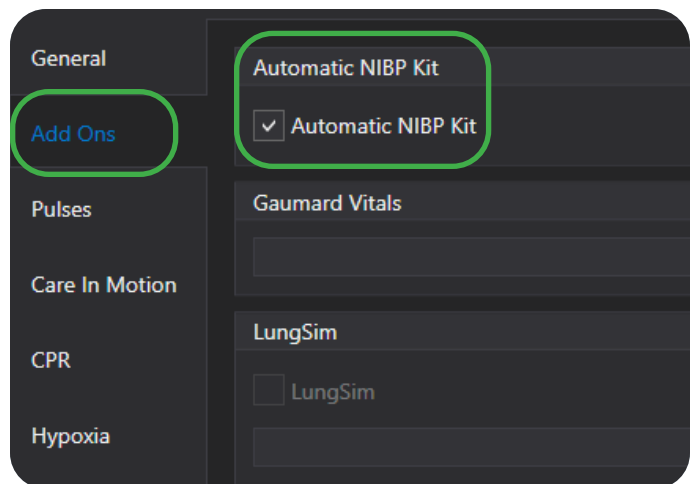 General
Add Ons
Pulses
Care In Motion
CPR
Hypoxia
Automatic NIBP Kit
Automatic NIBP Kit
Gaumard Vitals
LungSim
LungSim